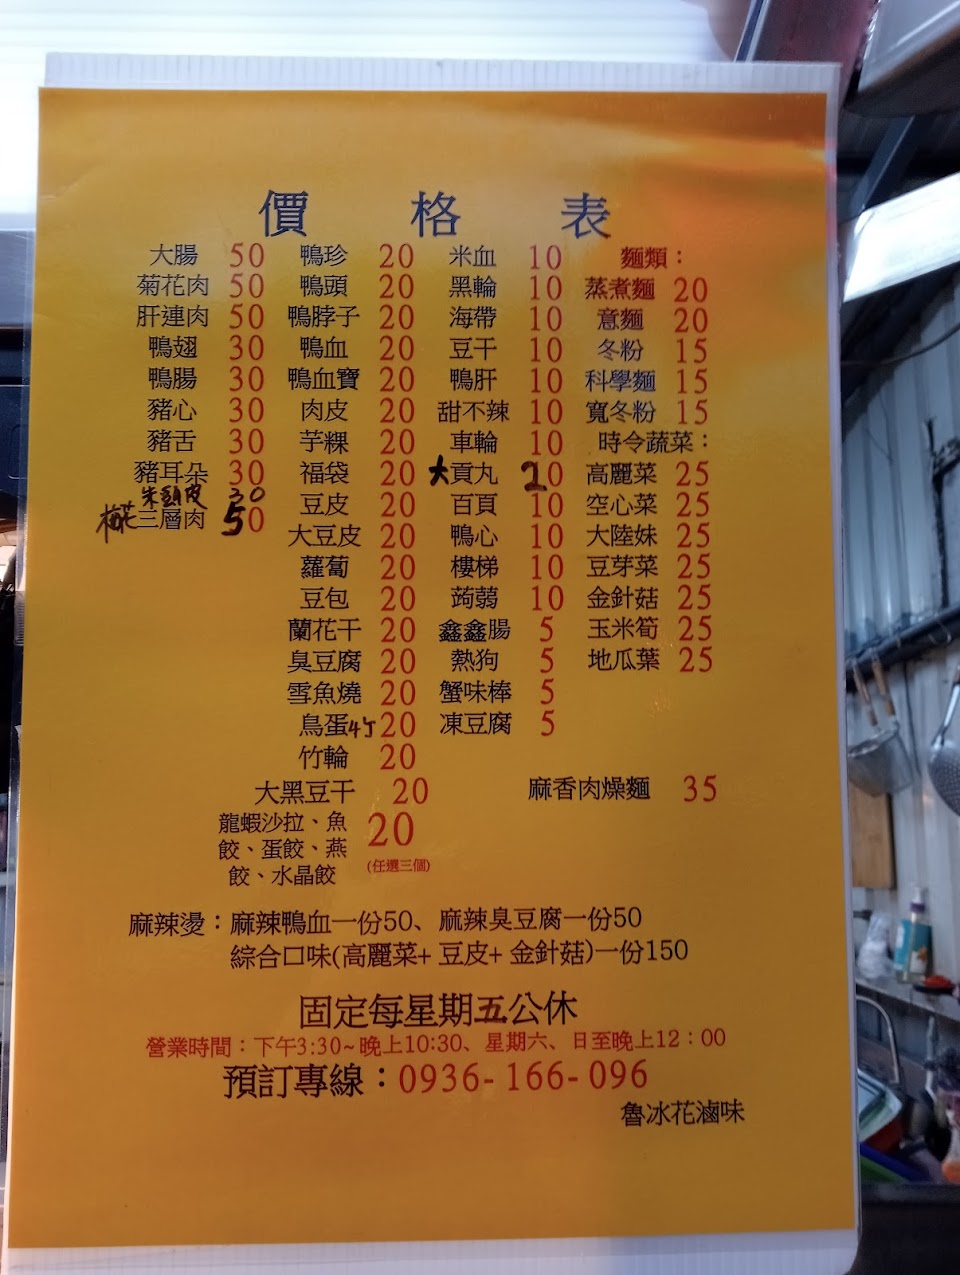 價 格 表
大腸 50 鴨珍 20 米血 10 麵類：
菊花肉 50 鴨頭 20 黑輪 10 蒸煮麵 20
肝連肉 50 鴨脖子 20 海帶 10 意麵 20
鴨翅 30 鴨血 20 豆干 10 冬粉 15
鴨腸 30 鴨血寶 20 鴨肝 10 科學麵 15
豬心 30 肉皮 20 甜不辣 10 寬冬粉 15
豬舌 30 芋粿 20 車輪 10 時令蔬菜：
豬耳朵 30 福袋 20 大貢丸 20 高麗菜 25
頭皮 30 豆皮 20 百頁 10 空心菜 25
梅花三層肉 50 大豆皮 20 鴨心 10 大陸妹 25
蘿蔔 20 樓梯 10 豆芽菜 25
豆包 20 蒟蒻 10 金針菇 25
蘭花干 20 鑫鑫腸 5 玉米筍 25
臭豆腐 20 熱狗 5 地瓜葉 25
雪魚燒 20 蟹味棒 5
鳥蛋4个 20 凍豆腐 5
竹輪 20
大黑豆干 20 麻香肉燥麵 35
龍蝦沙拉、魚 20
餃、蛋餃、燕 (任選三個)
餃、水晶餃
麻辣燙：麻辣鴨血一份50、麻辣臭豆腐一份50
綜合口味(高麗菜+ 豆皮+ 金針菇)一份150
固定每星期五公休
營業時間：下午3:30~晚上10:30、星期六、日至晚上12：00
預訂專線：0936-166-096
魯冰花滷味